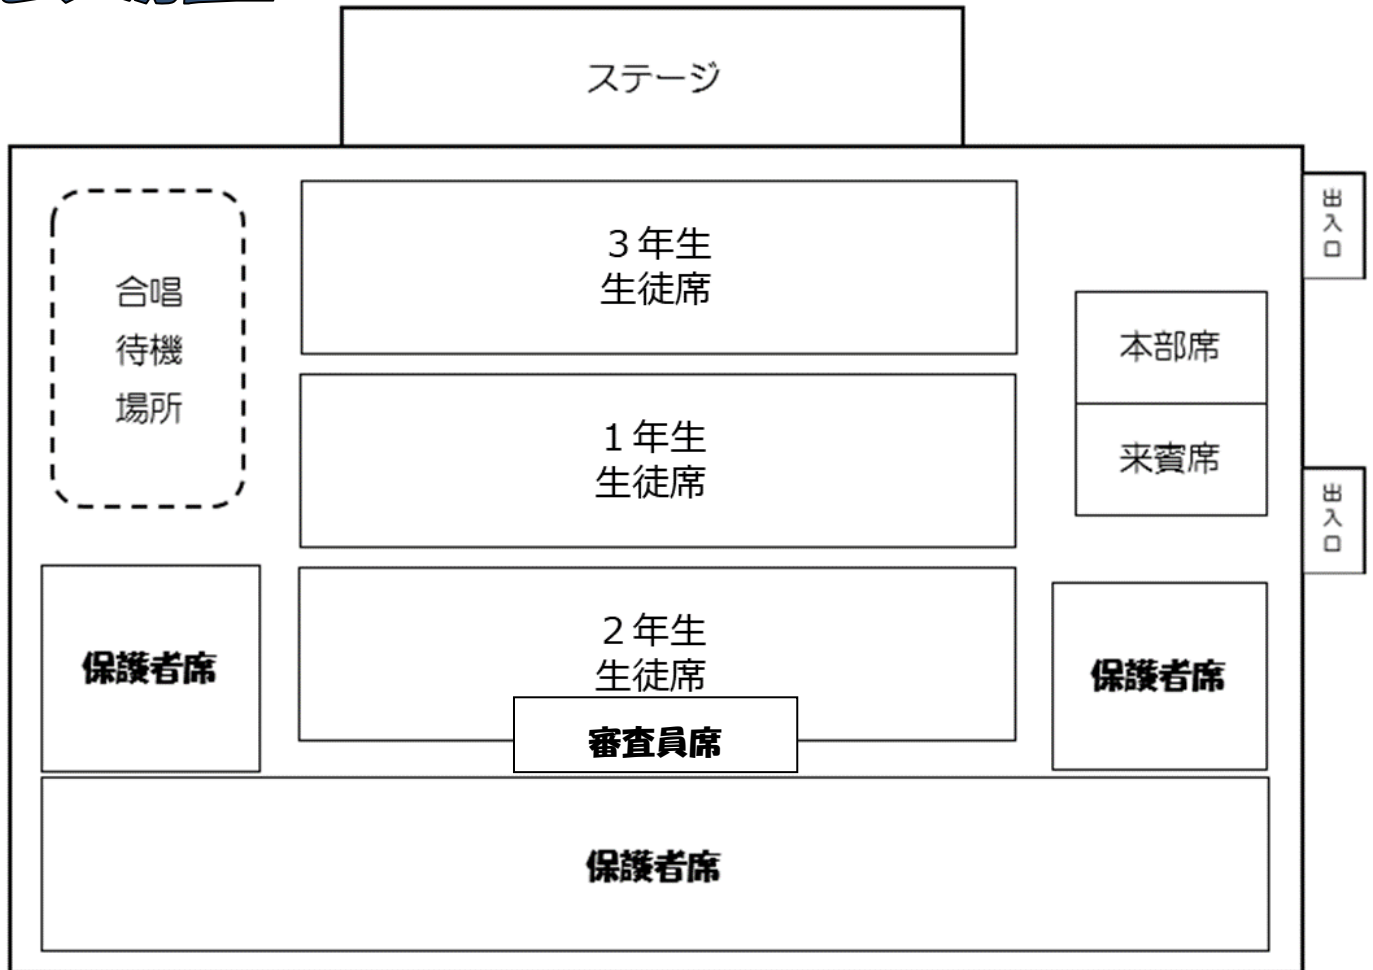 ステージ
出入口
3年生
生徒席
合唱
待機
場所
本部席
1年生
生徒席
来賓席
出入口
2年生
生徒席
保護者席
保護者席
審査員席
保護者席